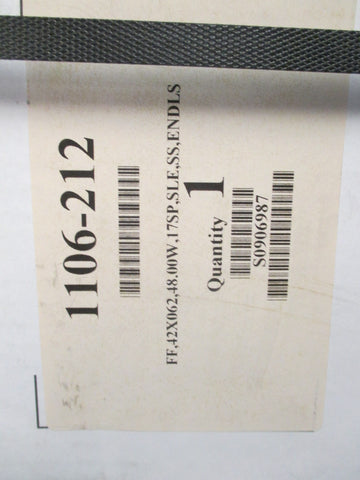 1106-212
FF,42X062,48.00W,17SP,SLE,SS,ENDLS
Quantity 1
S0906987